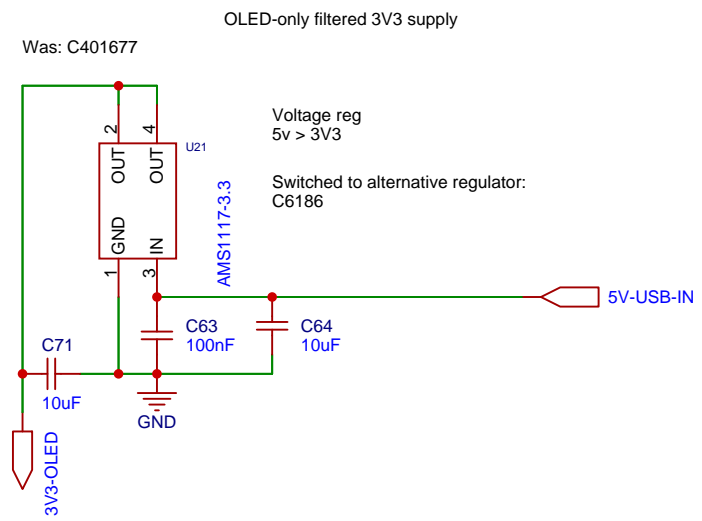 OLED-only filtered 3V3 supply
Was: C401677
Voltage reg
5v > 3V3
Switched to alternative regulator:
C6186
2
4
U21
OUT
OUT
GND
IN
1
3
AMS1117-3.3
5V-USB-IN
C63
100nF
C64
10uF
C71
10uF
GND
3V3-OLED